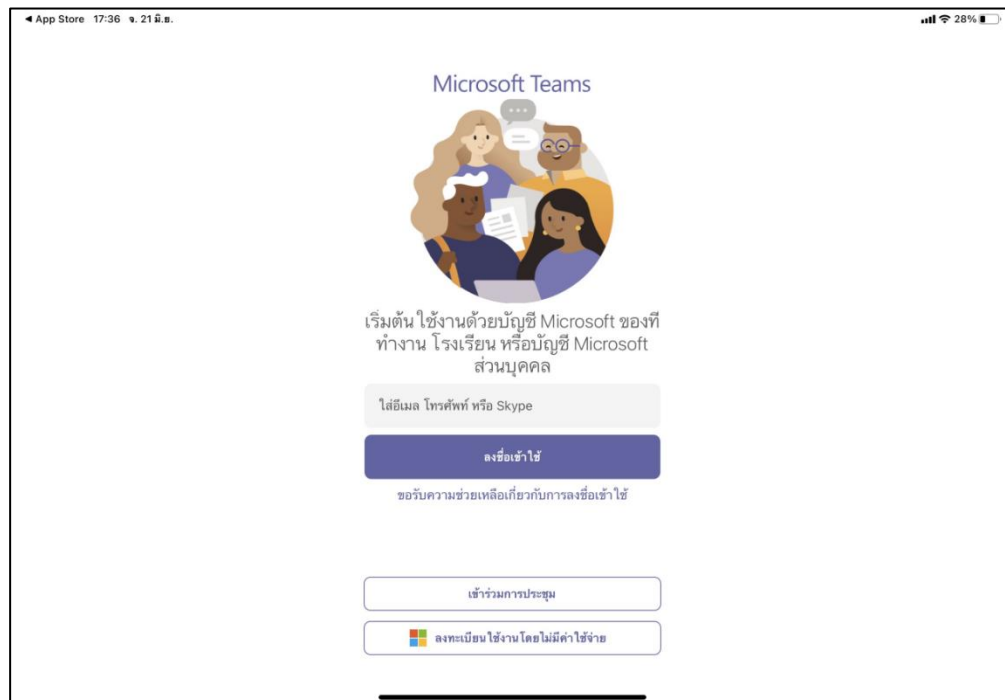 ◀ App Store 17:36 จ. 21 มิ.ย. 28%
Microsoft Teams
เริ่มต้นใช้งานด้วยบัญชี Microsoft ของที่
ทำงาน โรงเรียน หรือบัญชี Microsoft
ส่วนบุคคล
ใส่อีเมล โทรศัพท์ หรือ Skype
ลงชื่อเข้าใช้
ขอรับความช่วยเหลือเกี่ยวกับการลงชื่อเข้าใช้
เข้าร่วมการประชุม
ลงทะเบียนใช้งานโดยไม่มีค่าใช้จ่าย